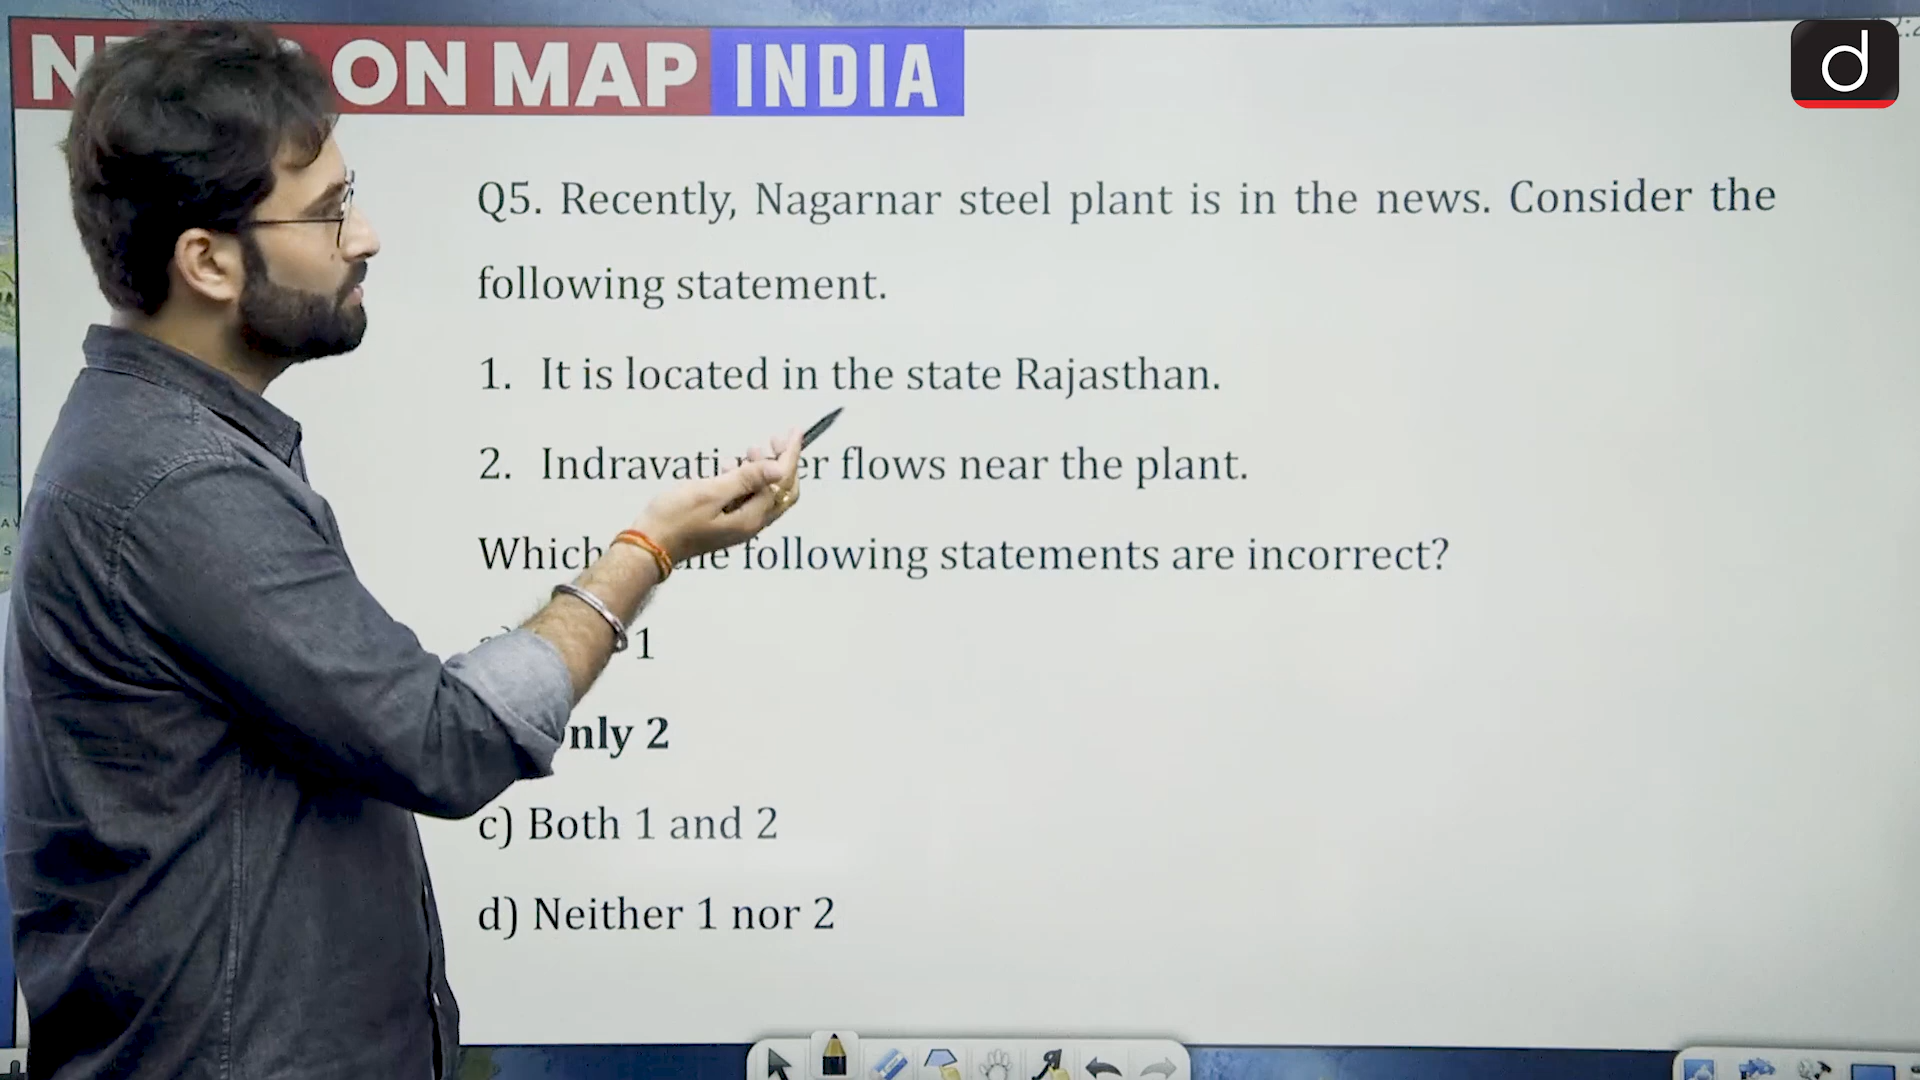 ON MAP INDIA
Q5. Recently, Nagarnar steel plant is in the news. Consider the
following statement.
1. It is located in the state Rajasthan.
2. Indravati flows near the plant.
Which following statements are incorrect?
1
2
c) Both 1 and 2
d) Neither 1 nor 2